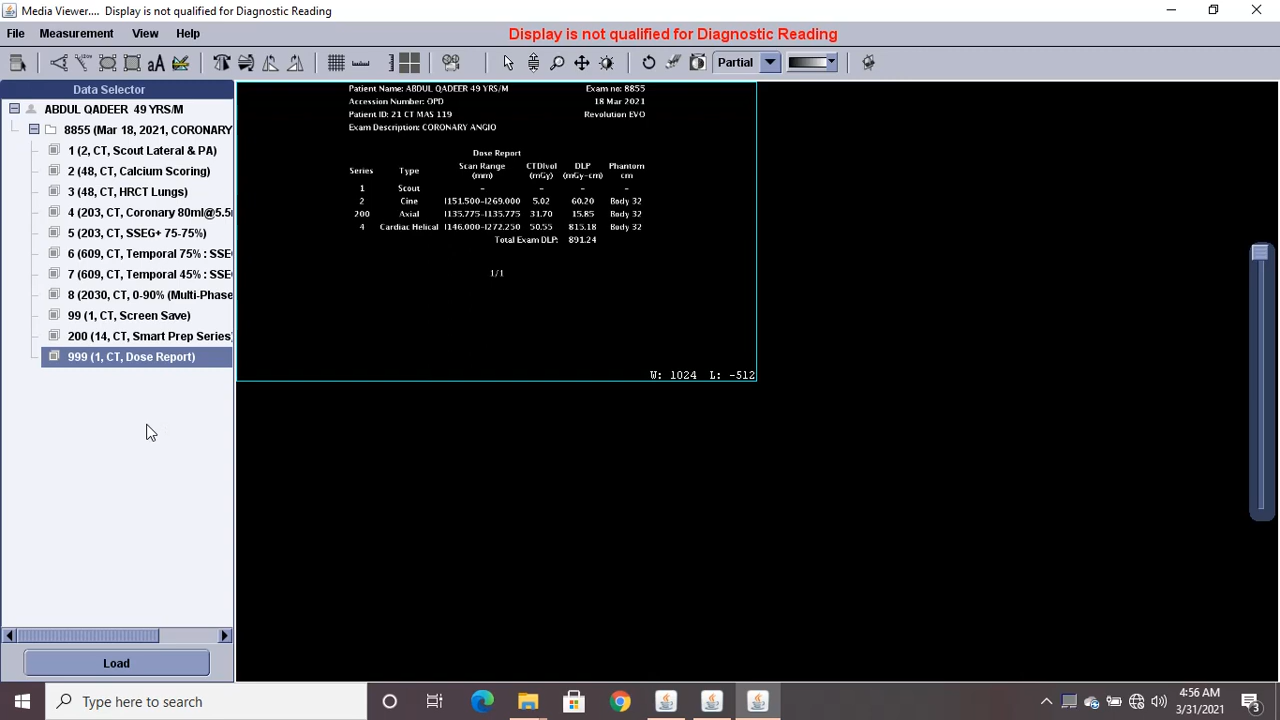 Media Viewer.... Display is not qualified for Diagnostic Reading
File Measurement View Help
Display is not qualified for Diagnostic Reading
AA
Partial
Data Selector
ABDUL QADEER 49 YRS/M
8855 (Mar 18, 2021, CORONARY
1 (2, CT, Scout Lateral & PA)
2 (48, CT, Calcium Scoring)
3 (48, CT, HRCT Lungs)
4 (203, CT, Coronary 80ml@5.5
5 (203, CT, SSEG+ 75-75%)
6 (609, CT, Temporal 75% : SSE
7 (609, CT, Temporal 45% : SSE
8 (2030, CT, 0-90% (Multi-Phase
99 (1, CT, Screen Save)
200 (14, CT, Smart Prep Series)
999 (1, CT, Dose Report)
Load
Patient Name: ABDUL QADEER 49 YRS/M Exam no: 8855
Accession Number: OPD 18 Mar 2021
Patient ID: 21 CT MAS 119 Revolution EVO
Exam Description: CORONARY ANGIO
Dose Report
Series Type Scan Range (mm) CTDIvol (mGy) DLP (mGy-cm) Phantom cm
1 Scout - - - -
2 Cine I151.500-I269.000 5.02 60.20 Body 32
200 Axial I135.775-I135.775 31.70 15.85 Body 32
4 Cardiac Helical I146.000-I272.250 50.55 815.18 Body 32
Total Exam DLP: 891.24
1/1
W: 1024 L: -512
Type here to search
4:56 AM
3/31/2021
3